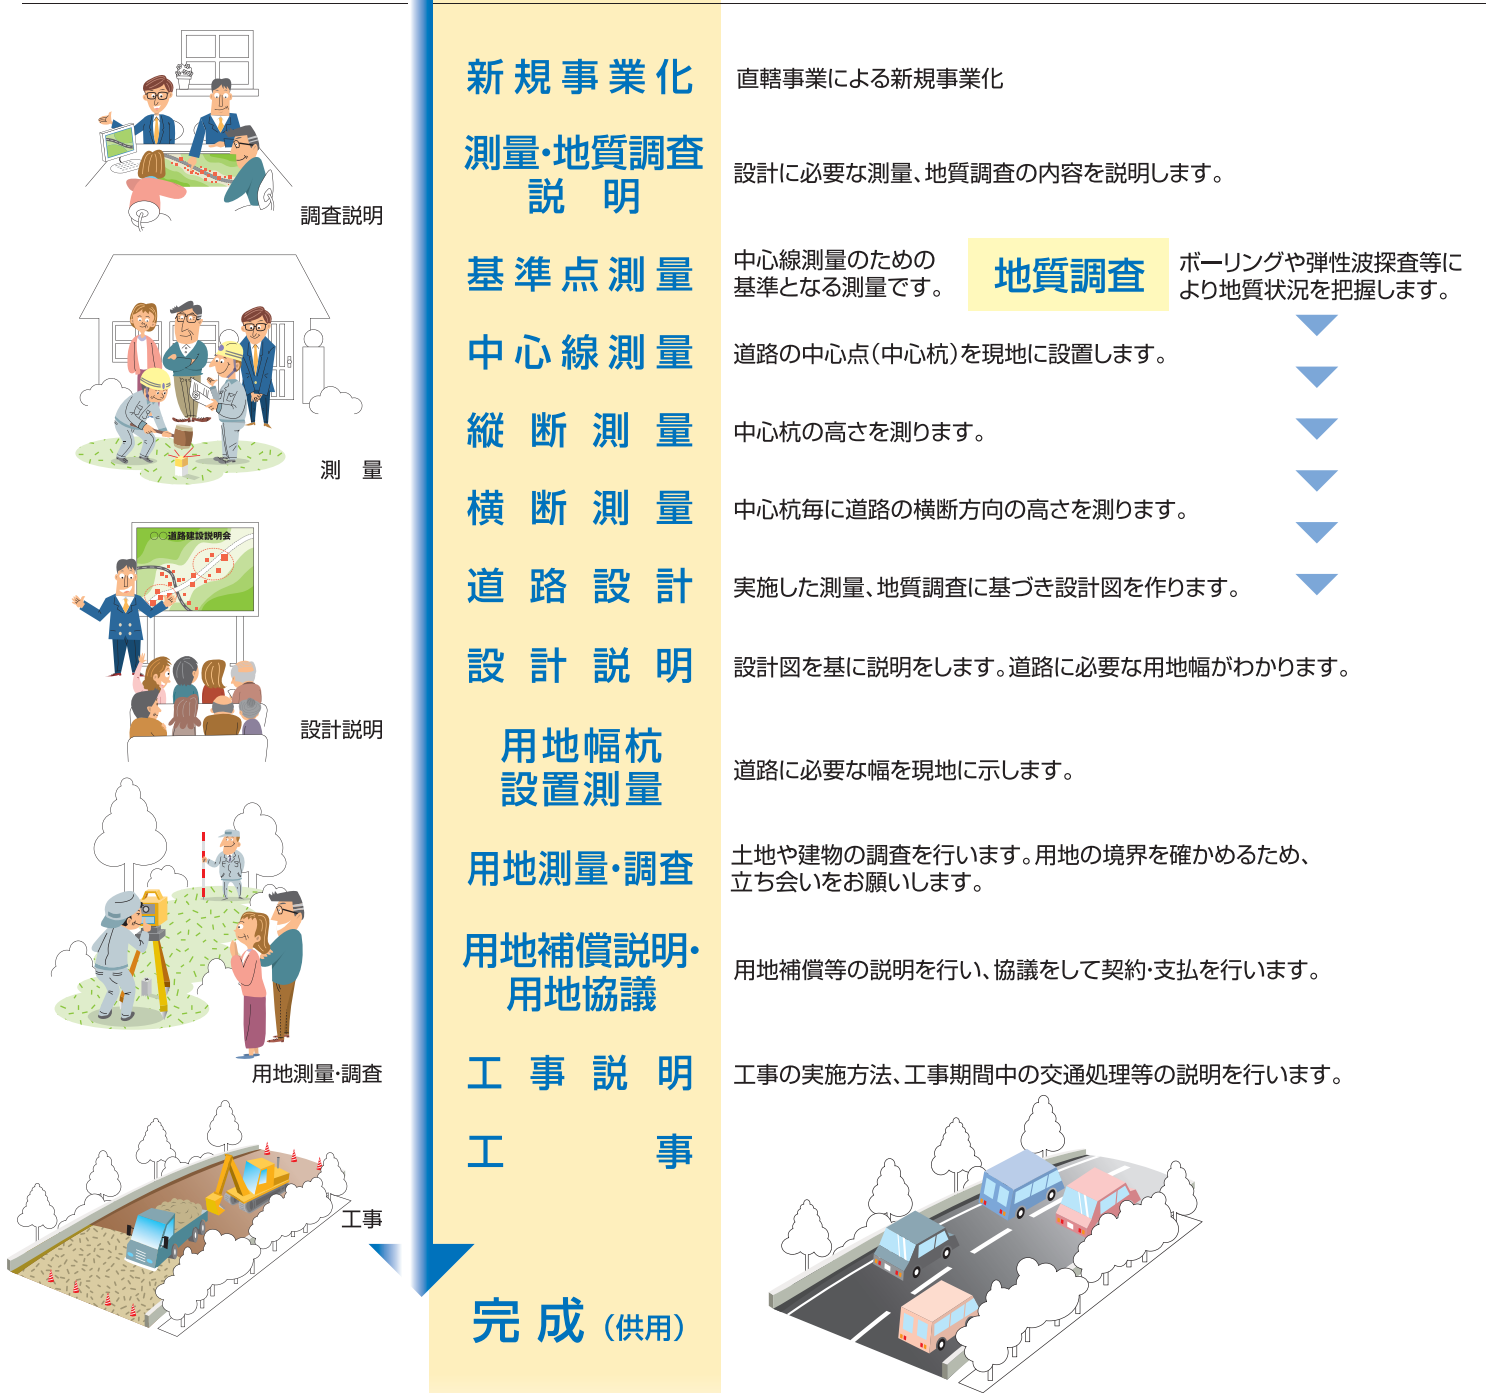 新規事業化
直轄事業による新規事業化
測量・地質調査
説明
設計に必要な測量、地質調査の内容を説明します。
調査説明
基準点測量
中心線測量のための
基準となる測量です。
地質調査
ボーリングや弾性波探査等に
より地質状況を把握します。
中心線測量
道路の中心点（中心杭）を現地に設置します。
縦断測量
中心杭の高さを測ります。
測量
横断測量
中心杭毎に道路の横断方向の高さを測ります。
○○道路建設説明会
道路設計
実施した測量、地質調査に基づき設計図を作ります。
設計説明
設計図を基に説明をします。道路に必要な用地幅がわかります。
設計説明
用地幅杭
設置測量
道路に必要な幅を現地に示します。
用地測量・調査
土地や建物の調査を行います。用地の境界を確かめるため、
立ち会いをお願いします。
用地補償説明・
用地協議
用地補償等の説明を行い、協議をして契約・支払を行います。
用地測量・調査
工事説明
工事の実施方法、工事期間中の交通処理等の説明を行います。
工事
工事
完成（供用）